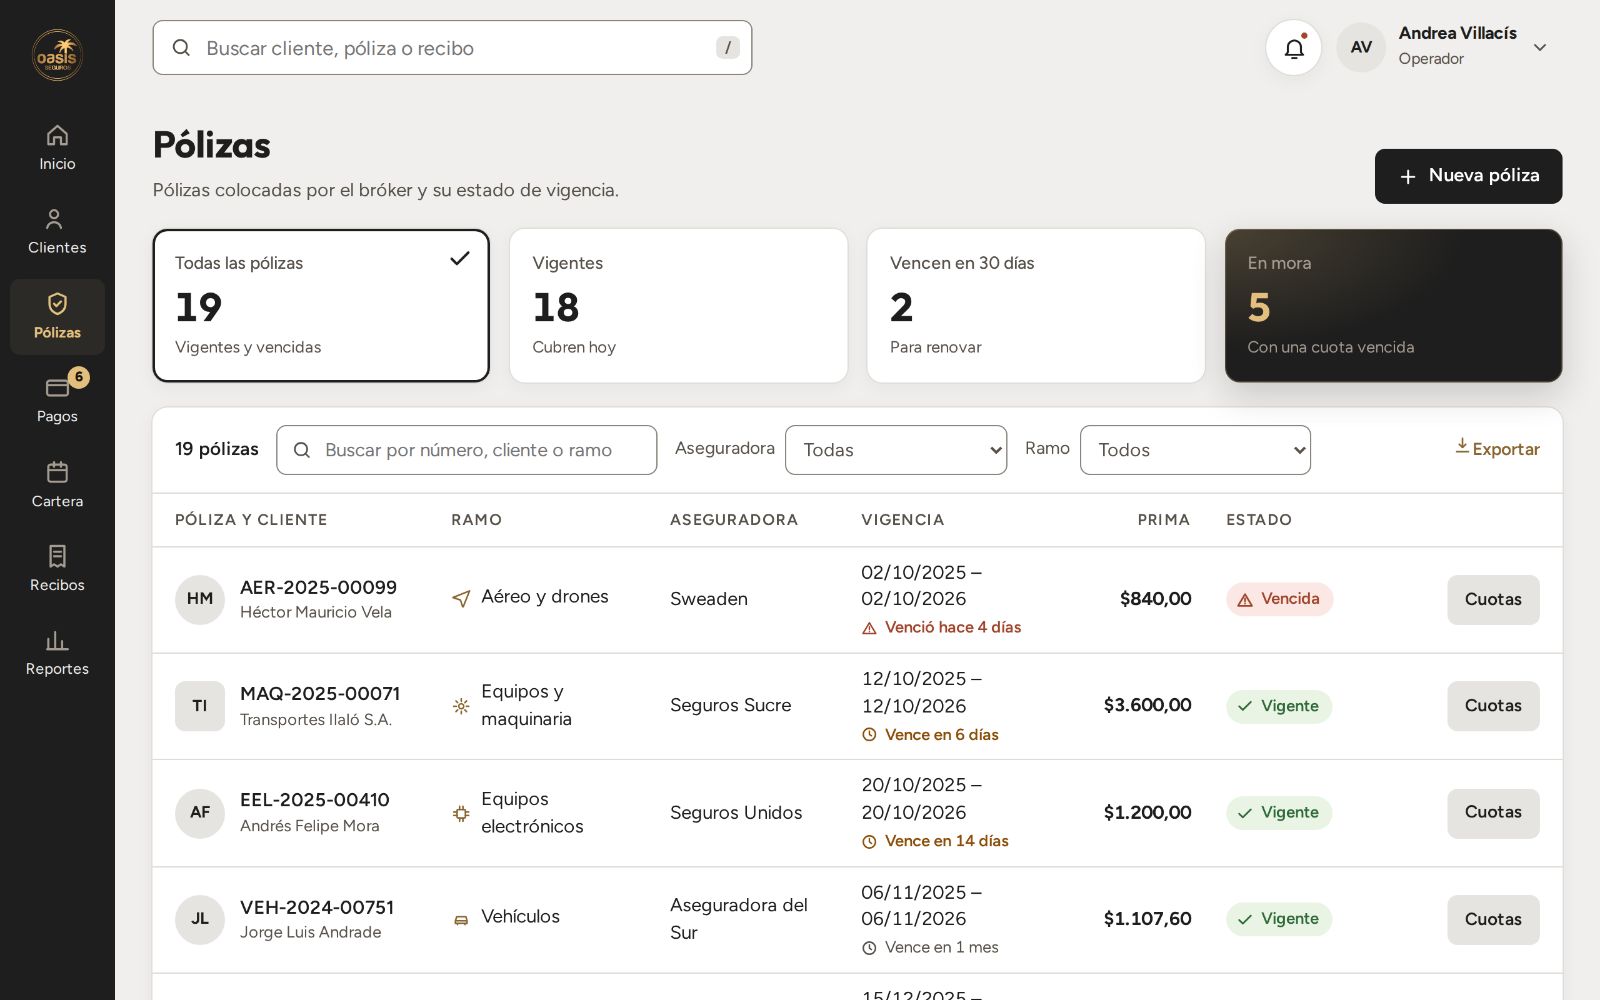 oasis
SEGUROS
Inicio
Clientes
Pólizas
6
Pagos
Cartera
Recibos
Reportes
Buscar cliente, póliza o recibo
/
AV
Andrea Villacís
Operador
Pólizas
Pólizas colocadas por el bróker y su estado de vigencia.
+ Nueva póliza
Todas las pólizas
19
Vigentes y vencidas
Vigentes
18
Cubren hoy
Vencen en 30 días
2
Para renovar
En mora
5
Con una cuota vencida
19 pólizas
Buscar por número, cliente o ramo
Aseguradora
Todas
Ramo
Todos
Exportar
PÓLIZA Y CLIENTE RAMO ASEGURADORA VIGENCIA PRIMA ESTADO
HM
AER-2025-00099
Héctor Mauricio Vela
Aéreo y drones
Sweaden
02/10/2025 –
02/10/2026
Venció hace 4 días
$840,00
Vencida
Cuotas
TI
MAQ-2025-00071
Transportes Ilaló S.A.
Equipos y
maquinaria
Seguros Sucre
12/10/2025 –
12/10/2026
Vence en 6 días
$3.600,00
Vigente
Cuotas
AF
EEL-2025-00410
Andrés Felipe Mora
Equipos
electrónicos
Seguros Unidos
20/10/2025 –
20/10/2026
Vence en 14 días
$1.200,00
Vigente
Cuotas
JL
VEH-2024-00751
Jorge Luis Andrade
Vehículos
Aseguradora del
Sur
06/11/2025 –
06/11/2026
Vence en 1 mes
$1.107,60
Vigente
Cuotas
15/12/2025 –